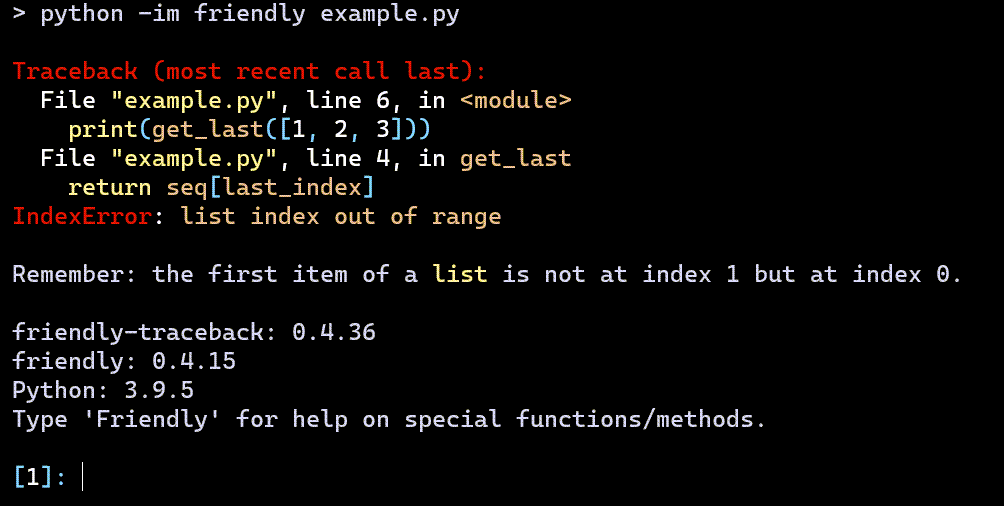 > python -im friendly example.py
Traceback (most recent call last):
  File "example.py", line 6, in <module>
    print(get_last([1, 2, 3]))
  File "example.py", line 4, in get_last
    return seq[last_index]
IndexError: list index out of range
Remember: the first item of a list is not at index 1 but at index 0.
friendly-traceback: 0.4.36
friendly: 0.4.15
Python: 3.9.5
Type 'Friendly' for help on special functions/methods.
[1]: